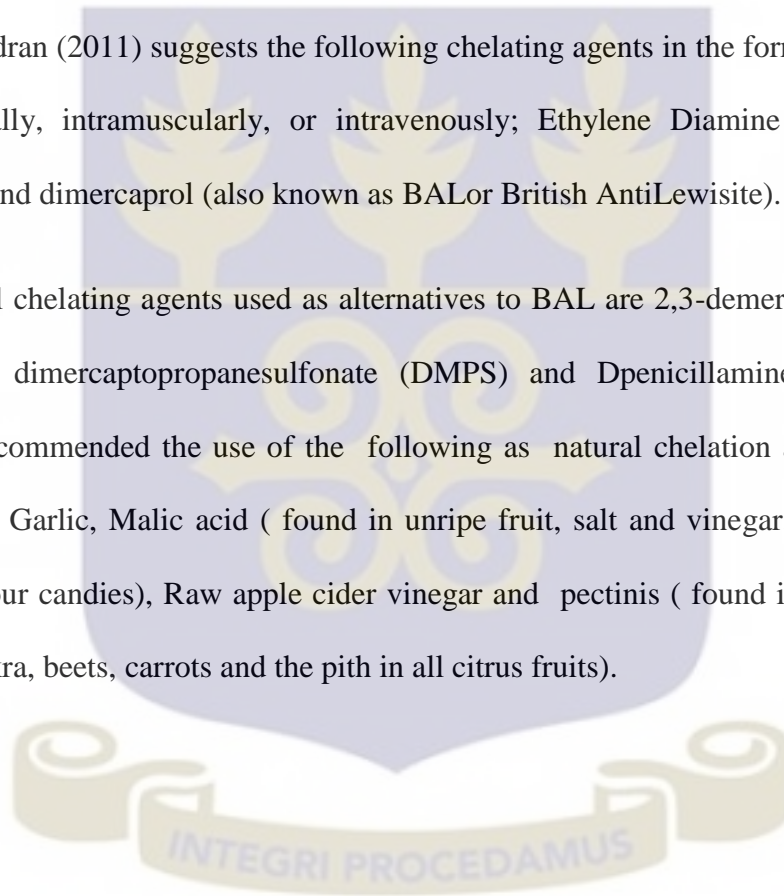 dran (2011) suggests the following chelating agents in the for
ally, intramuscularly, or intravenously; Ethylene Diamine
nd dimercaprol (also known as BALor British AntiLewisite).
l chelating agents used as alternatives to BAL are 2,3-demer
dimercaptopropanesulfonate (DMPS) and Dpenicillamine
commended the use of the following as natural chelation
Garlic, Malic acid ( found in unripe fruit, salt and vinegar
our candies), Raw apple cider vinegar and pectinis ( found i
ra, beets, carrots and the pith in all citrus fruits).
INTEGRI PROCEDAMUS